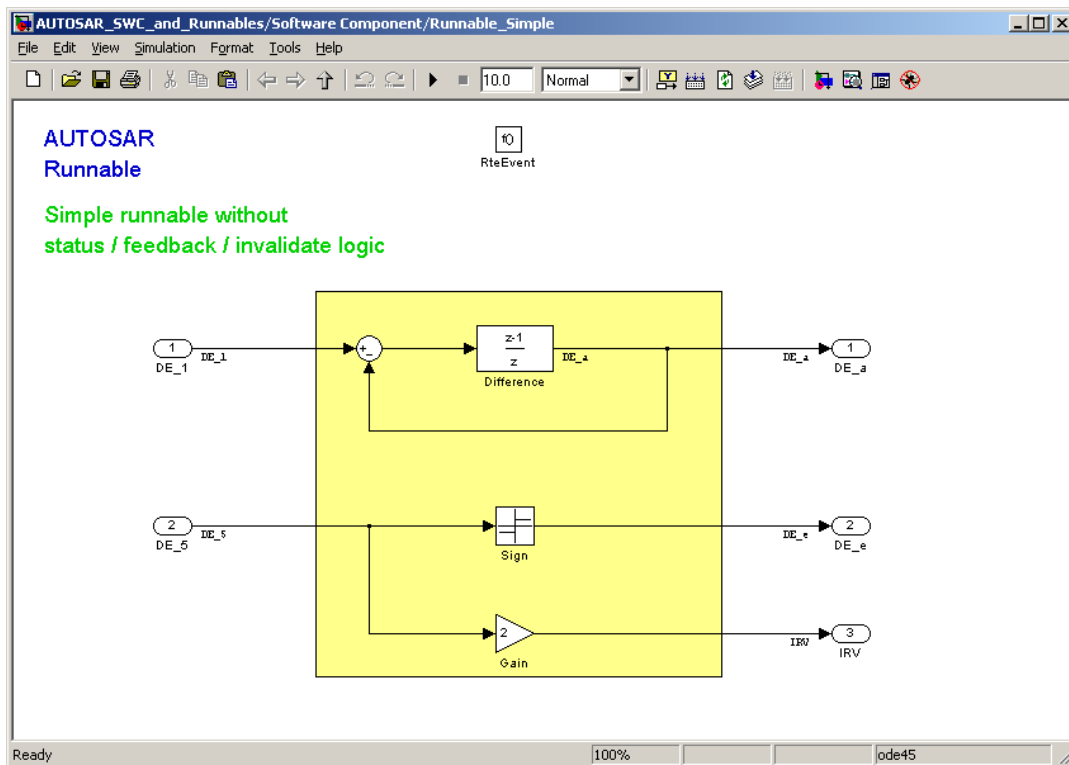 AUTOSAR_SWC_and_Runnables/Software Component/Runnable_Simple
File Edit View Simulation Format Tools Help
10.0 Normal
AUTOSAR
Runnable
f()
RteEvent
Simple runnable without
status / feedback / invalidate logic
1
DE_1
DE_1
+-
z-1
z
Difference
DE_a
DE_a
1
DE_a
2
DE_5
DE_5
Sign
DE_e
2
DE_e
2
Gain
IRV
3
IRV
Ready 100% ode45